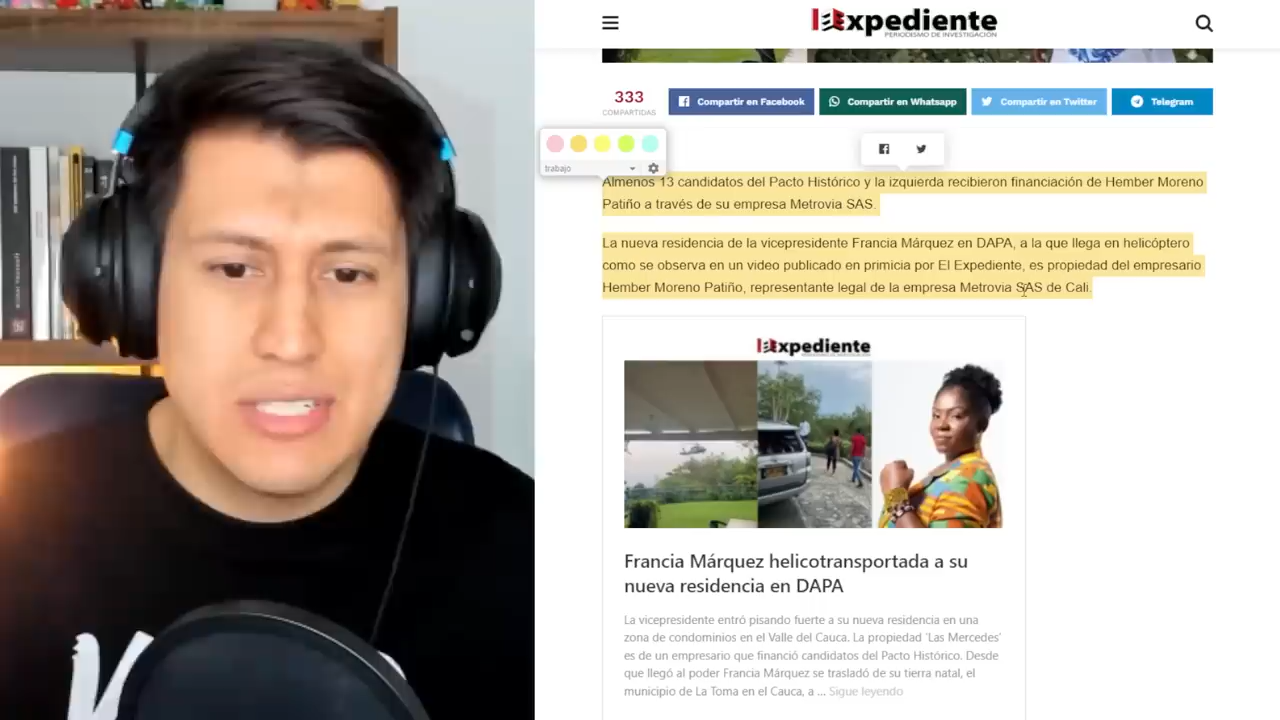 Expediente
PERIODISMO DE INVESTIGACIÓN
333
COMPARTIDAS
Compartir en Facebook
Compartir en Whatsapp
Compartir en Twitter
Telegram
trabajo
Almenos 13 candidatos del Pacto Histórico y la izquierda recibieron financiación de Hember Moreno
Patiño a través de su empresa Metrovia SAS.
La nueva residencia de la vicepresidente Francia Márquez en DAPA, a la que llega en helicóptero
como se observa en un video publicado en primicia por El Expediente, es propiedad del empresario
Hember Moreno Patiño, representante legal de la empresa Metrovia SAS de Cali.
Expediente
Francia Márquez helicotransportada a su
nueva residencia en DAPA
La vicepresidente entró pisando fuerte a su nueva residencia en una
zona de condominios en el Valle del Cauca. La propiedad 'Las Mercedes'
es de un empresario que financió candidatos del Pacto Histórico. Desde
que llegó al poder Francia Márquez se trasladó de su tierra natal, el
municipio de La Toma en el Cauca, a ... Sigue leyendo